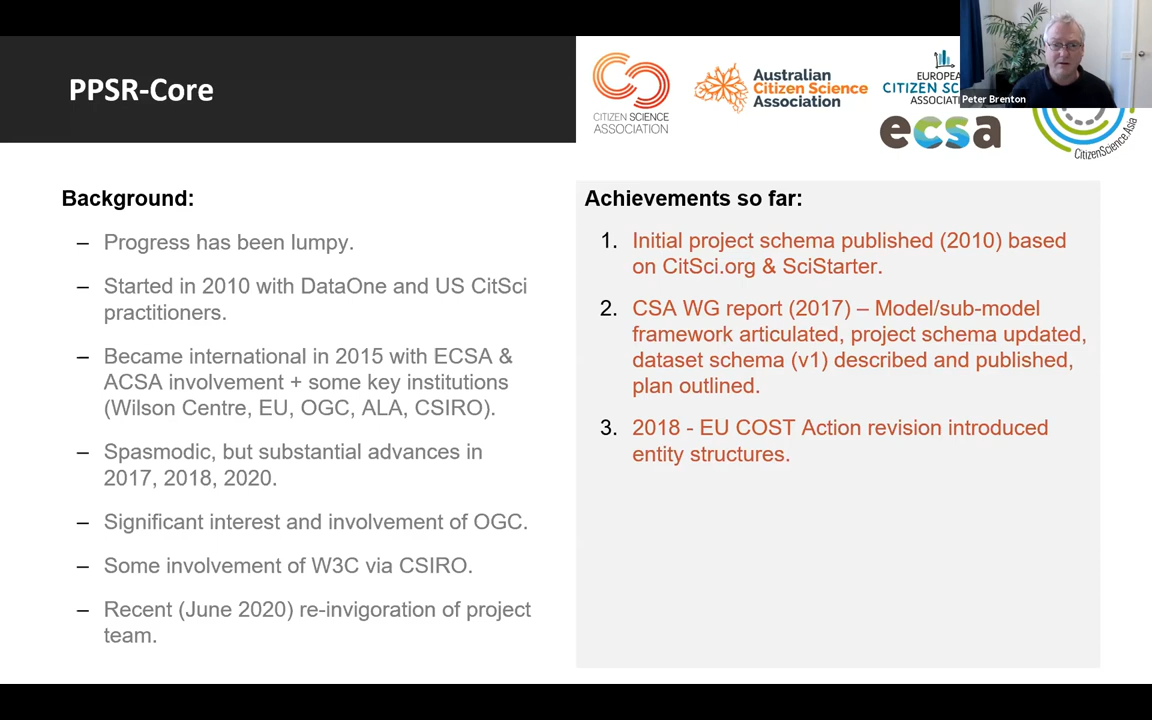 PPSR-Core
CITIZEN SCIENCE
ASSOCIATION
Australian
Citizen Science
Association
EUROPEAN
CITIZEN SC
ASSOCIAT
ecsa
CitizenScience.Asia
Peter Brenton
Background:
– Progress has been lumpy.
– Started in 2010 with DataOne and US CitSci
practitioners.
– Became international in 2015 with ECSA &
ACSA involvement + some key institutions
(Wilson Centre, EU, OGC, ALA, CSIRO).
– Spasmodic, but substantial advances in
2017, 2018, 2020.
– Significant interest and involvement of OGC.
– Some involvement of W3C via CSIRO.
– Recent (June 2020) re-invigoration of project
team.
Achievements so far:
1. Initial project schema published (2010) based
on CitSci.org & SciStarter.
2. CSA WG report (2017) – Model/sub-model
framework articulated, project schema updated,
dataset schema (v1) described and published,
plan outlined.
3. 2018 - EU COST Action revision introduced
entity structures.